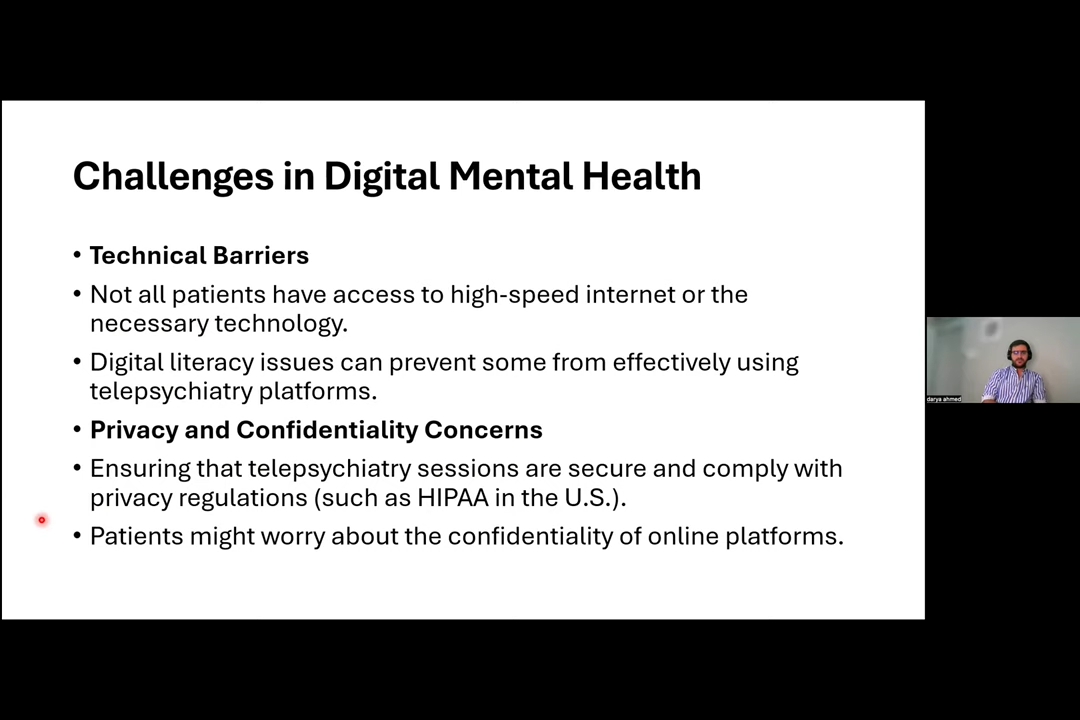 Challenges in Digital Mental Health
• Technical Barriers
• Not all patients have access to high-speed internet or the
necessary technology.
• Digital literacy issues can prevent some from effectively using
telepsychiatry platforms.
• Privacy and Confidentiality Concerns
• Ensuring that telepsychiatry sessions are secure and comply with
privacy regulations (such as HIPAA in the U.S.).
• Patients might worry about the confidentiality of online platforms.
darya ahmed